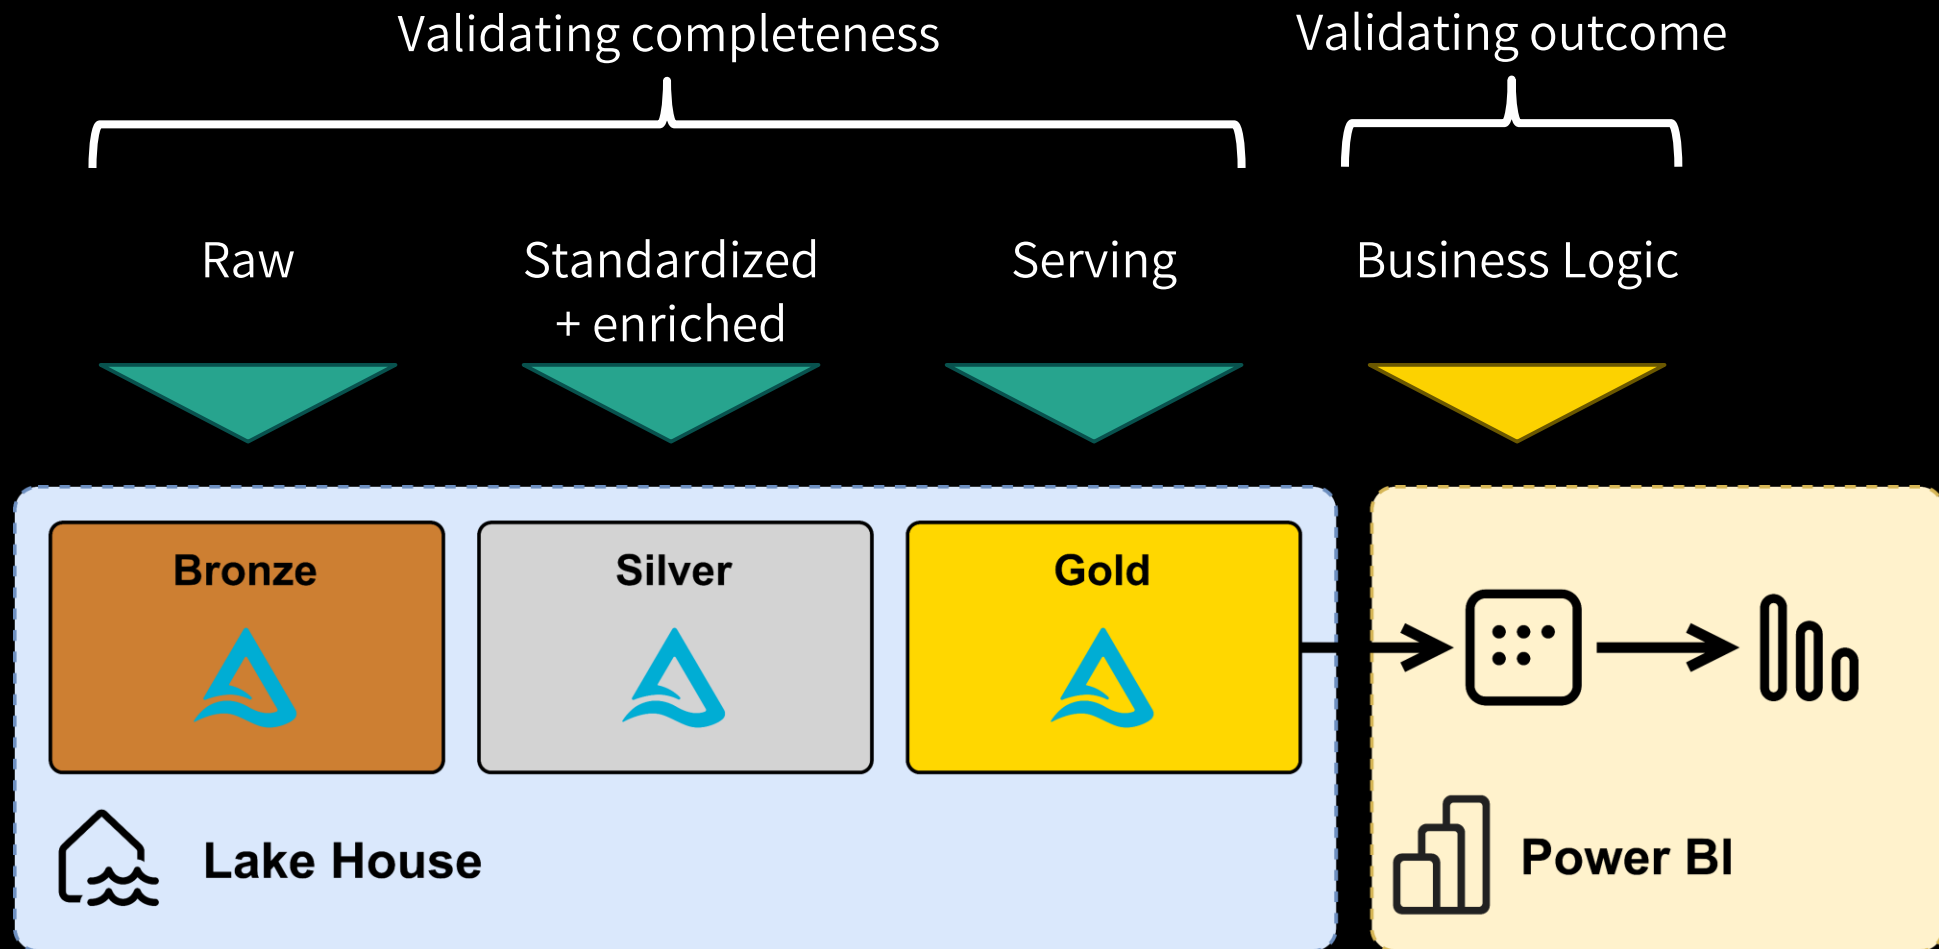 Validating completeness
Validating outcome
Raw
Standardized
+ enriched
Serving
Business Logic
Bronze
Silver
Gold
Lake House
Power BI